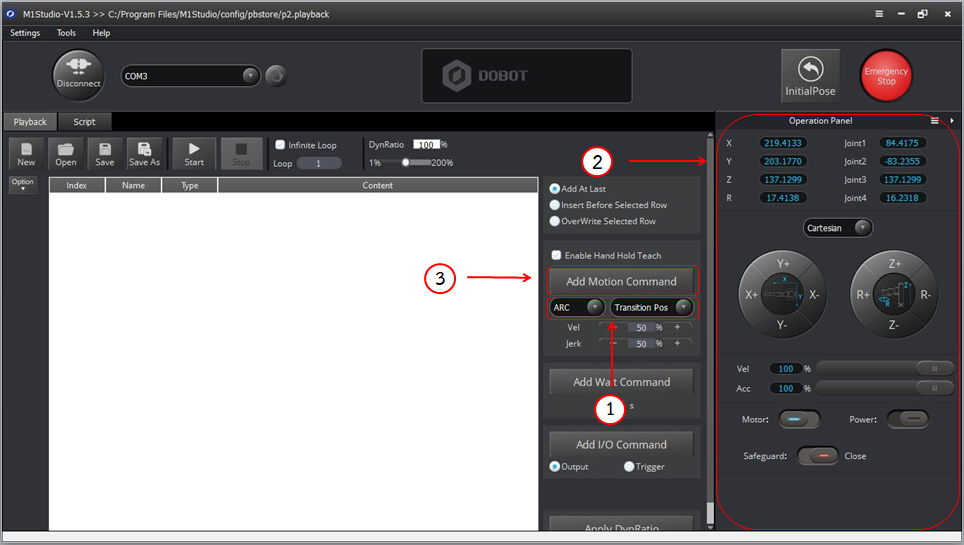 M1Studio-V1.5.3 >> C:/Program Files/M1Studio/config/pbstore/p2.playback
Settings Tools Help
Disconnect
COM3
DOBOT
InitialPose
Emergency
Stop
Playback Script
New
Open
Save
Save As
Start
Stop
Infinite Loop
Loop 1
DynRatio 100 %
1% 200%
Option
Index Name Type Content
2
Add At Last
Insert Before Selected Row
OverWrite Selected Row
Enable Hand Hold Teach
3
Add Motion Command
ARC Transition Pos
Vel 50 % +
Jerk - 50 % +
Add Wait Command
1
s
Add I/O Command
Output Trigger
Apply DynRatio
Operation Panel
X 219.4133 Joint1 84.4175
Y 203.1770 Joint2 -83.2355
Z 137.1299 Joint3 137.1299
R 17.4138 Joint4 16.2318
Cartesian
Y+
X+ X Y X-
Y-
Z+
R+ Z R R-
Z-
Vel 100 %
Acc 100 %
Motor: Power:
Safeguard: Close